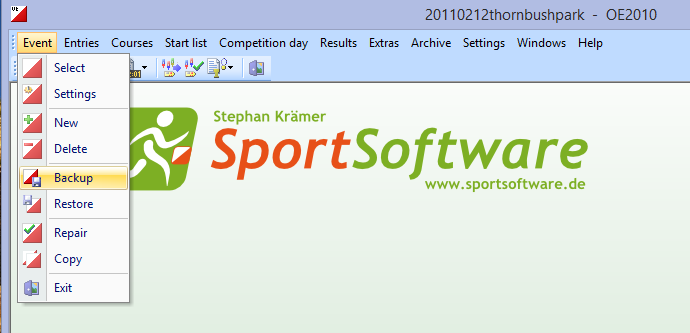 OE
20110212thornbushpark - OE2010
Event Entries Courses Start list Competition day Results Extras Archive Settings Windows Help
Select
Settings
New
Delete
Backup
Restore
Repair
Copy
Exit
Stephan Krämer
SportSoftware
www.sportsoftware.de